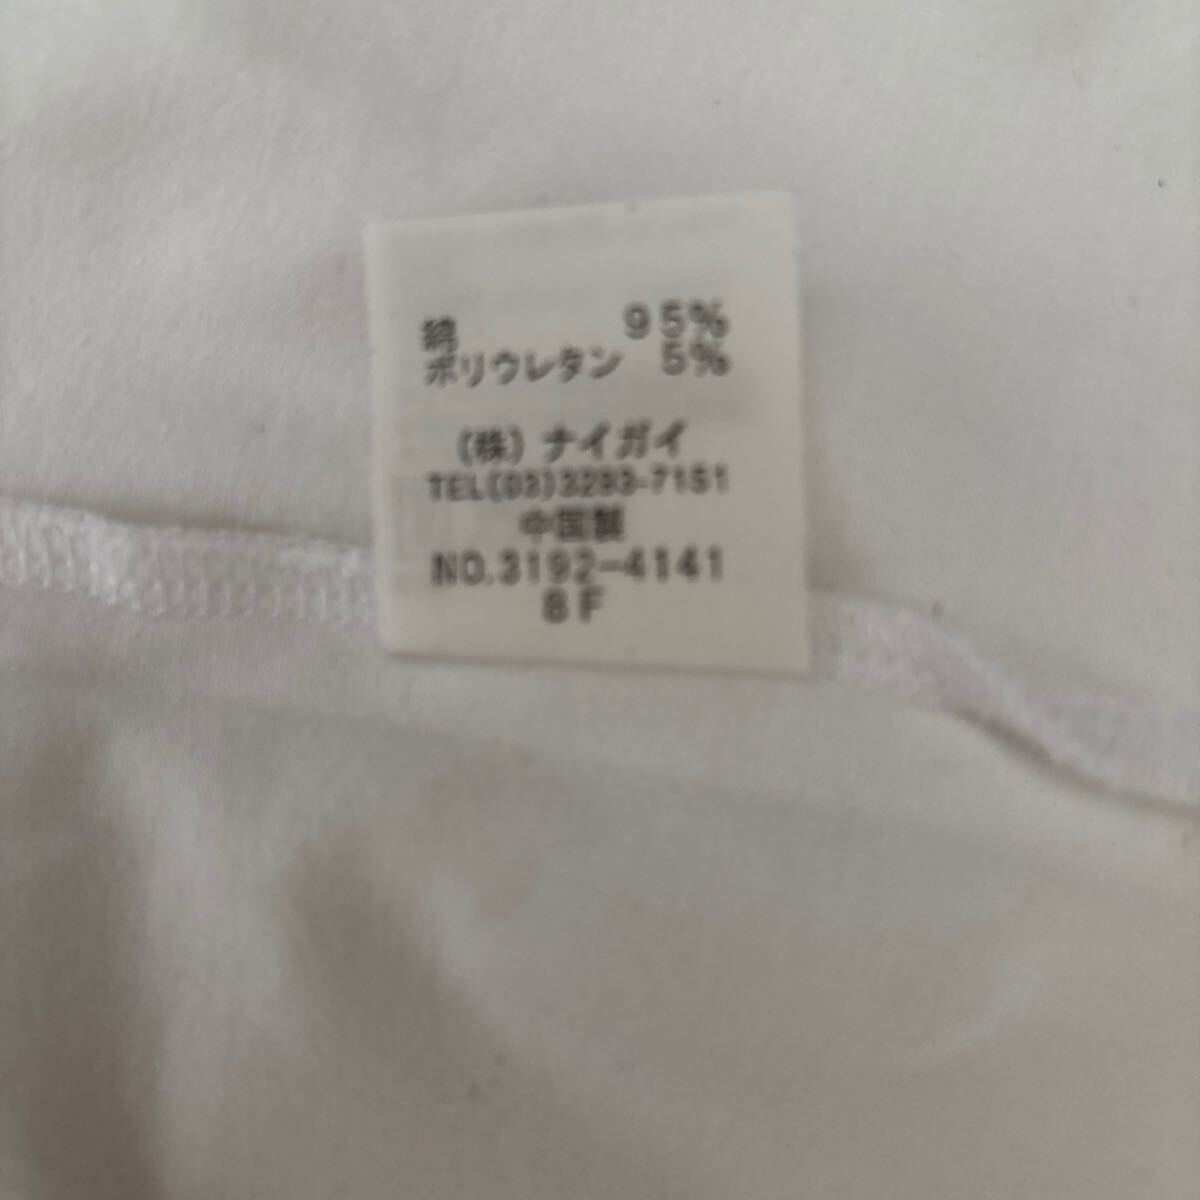 綿 95%
ポリウレタン 5%
(株) ナイガイ
TEL(03)3293-7151
中国製
NO.3192-4141
8F